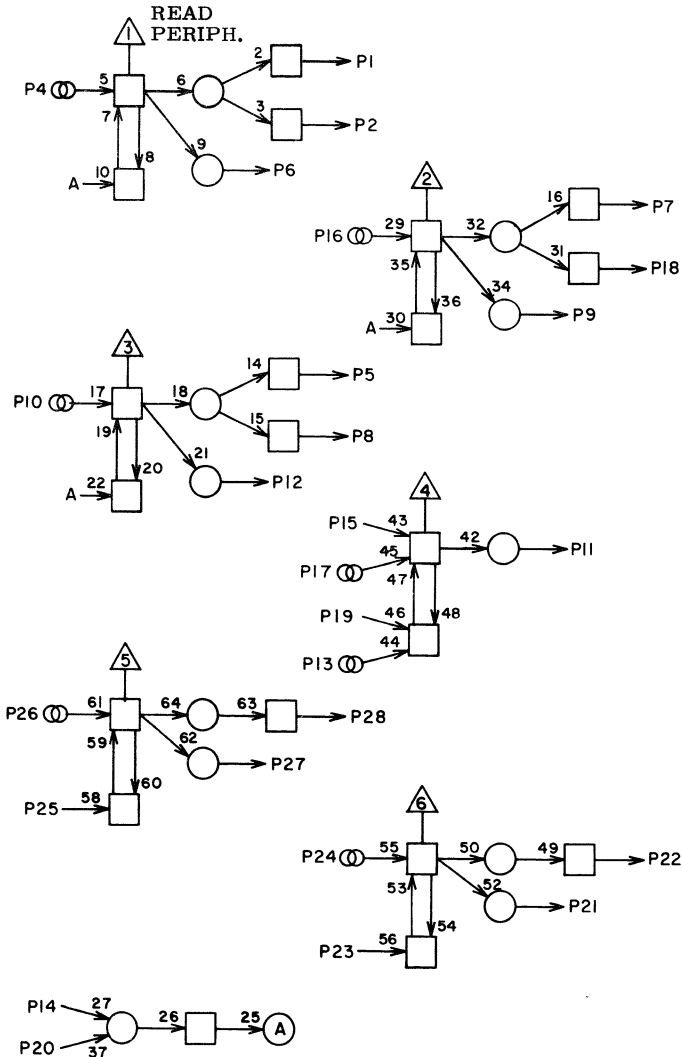 READ
1 PERIPH.
2 P1
P4 5 6
7 3 P2
8 9
A 10 P6
2
16 P7
P16 29 32
35 31 P18
36 34
A 30 P9
3
14 P5
P10 17 18
19 15 P8
20 21
A 22 P12
4
P15 43 42 P11
45
P17 47
P19 46 48
44
P13
5
P26 61 64 63 P28
59 62 P27
60
P25 58
6
P24 55 50 49 P22
53 52 P21
54
P23 56
P14 27 26 25 A
P20 37